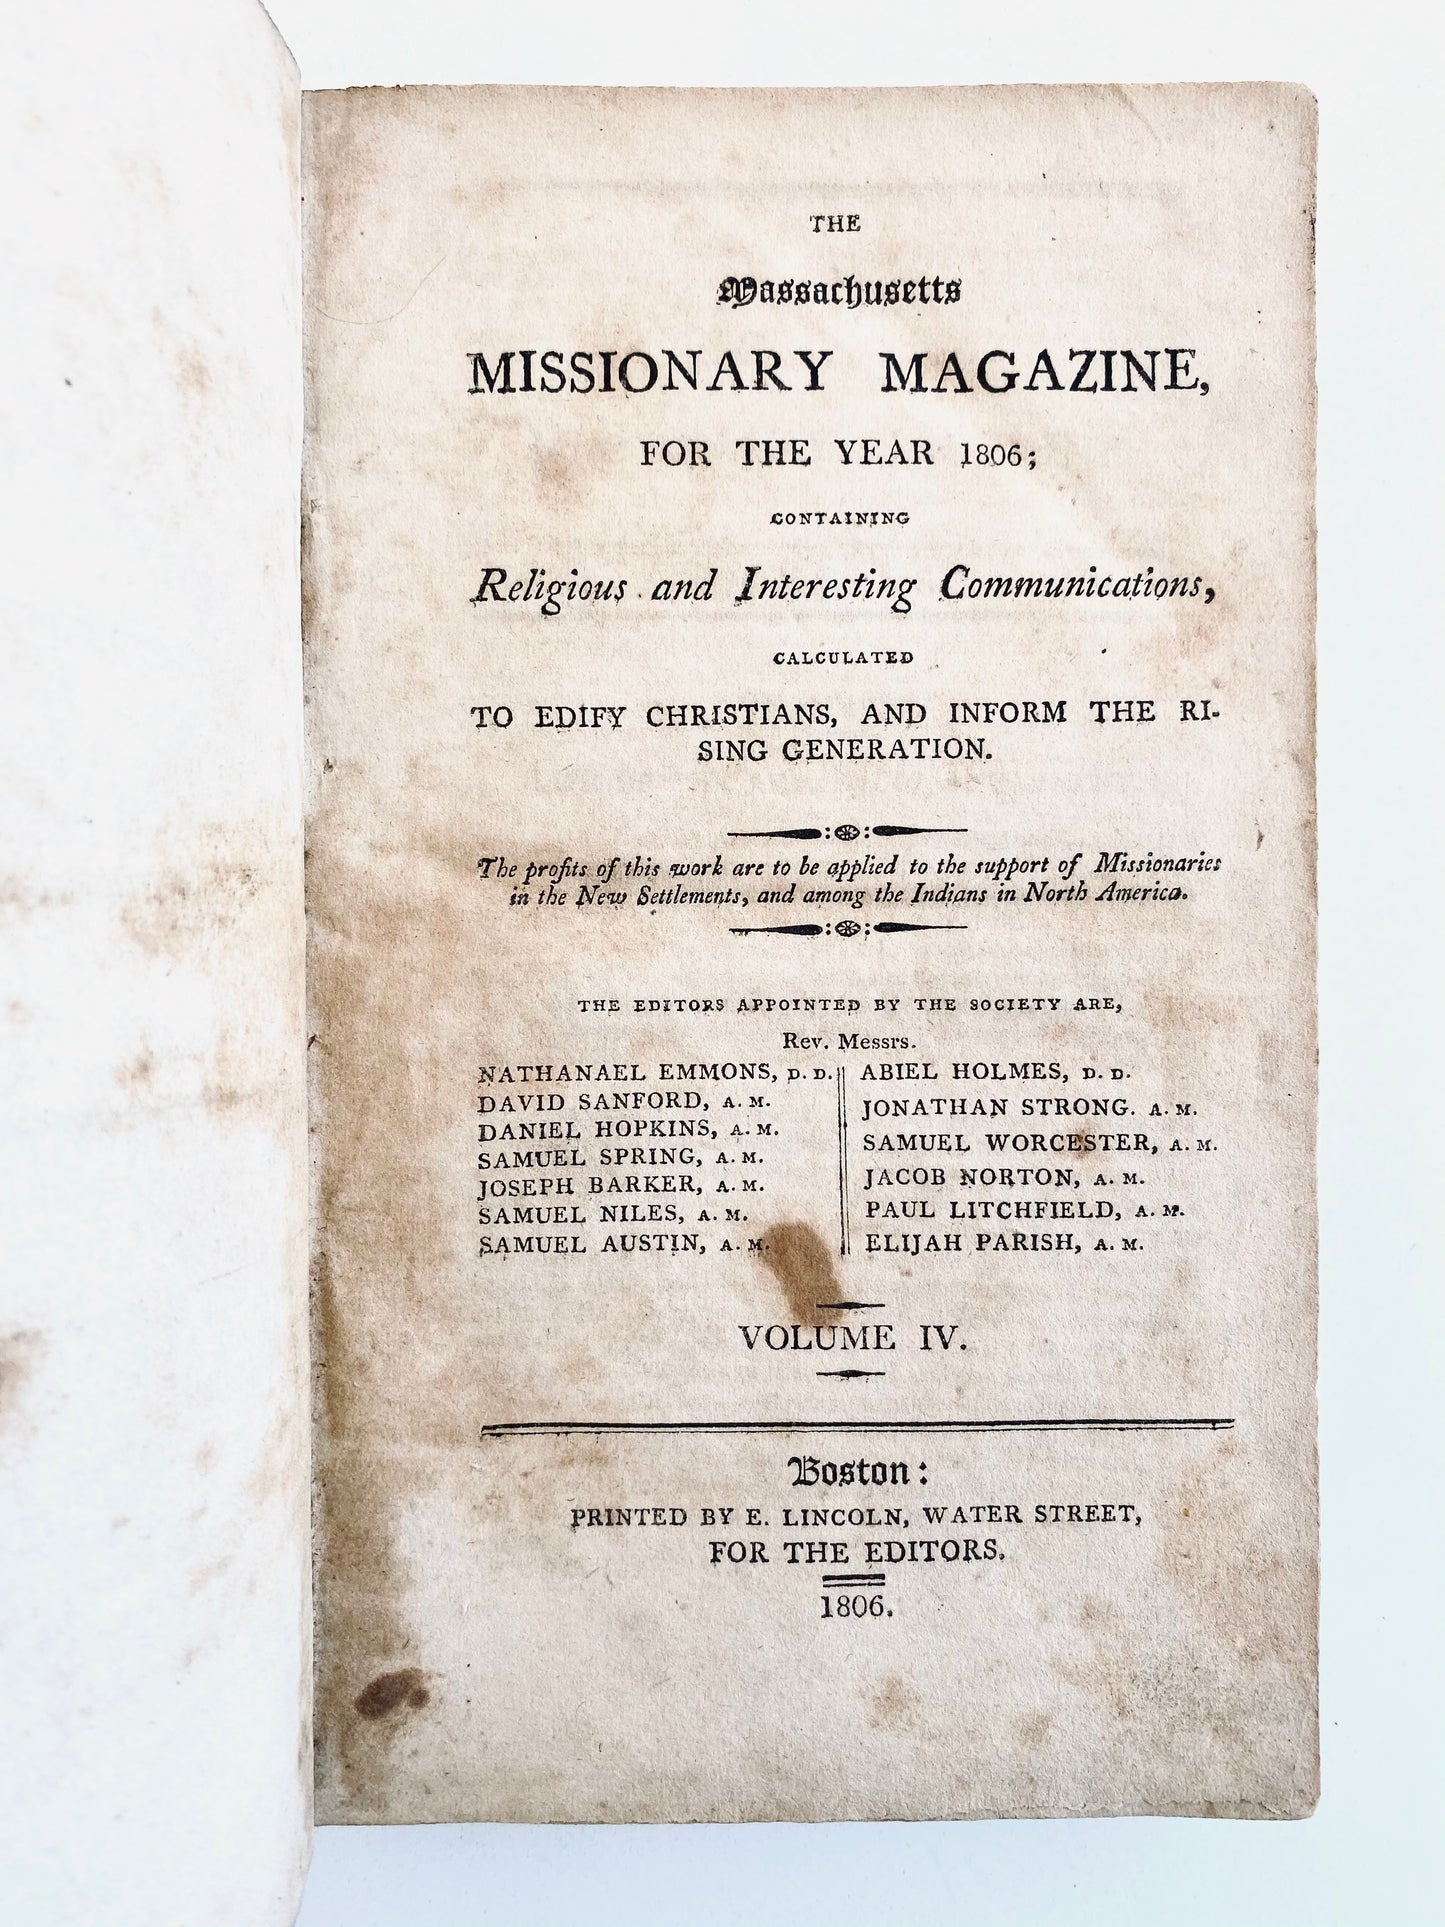 THE
Massachusetts
MISSIONARY MAGAZINE,
FOR THE YEAR 1806;
CONTAINING
Religious and Interesting Communications,
CALCULATED
TO EDIFY CHRISTIANS, AND INFORM THE RI-
SING GENERATION.
The profits of this work are to be applied to the support of Missionaries
in the New Settlements, and among the Indians in North America.
THE EDITORS APPOINTED BY THE SOCIETY ARE,
Rev. Messrs.
NATHANAEL EMMONS, D. D.
DAVID SANFORD, A. M.
DANIEL HOPKINS, A. M.
SAMUEL SPRING, A. M.
JOSEPH BARKER, A. M.
SAMUEL NILES, A. M.
SAMUEL AUSTIN, A. M.
ABIEL HOLMES, D. D.
JONATHAN STRONG. A. M.
SAMUEL WORCESTER, A. M.
JACOB NORTON, A. M.
PAUL LITCHFIELD, A. M.
ELIJAH PARISH, A. M.
VOLUME IV.
Boston:
PRINTED BY E. LINCOLN, WATER STREET,
FOR THE EDITORS.
1806.